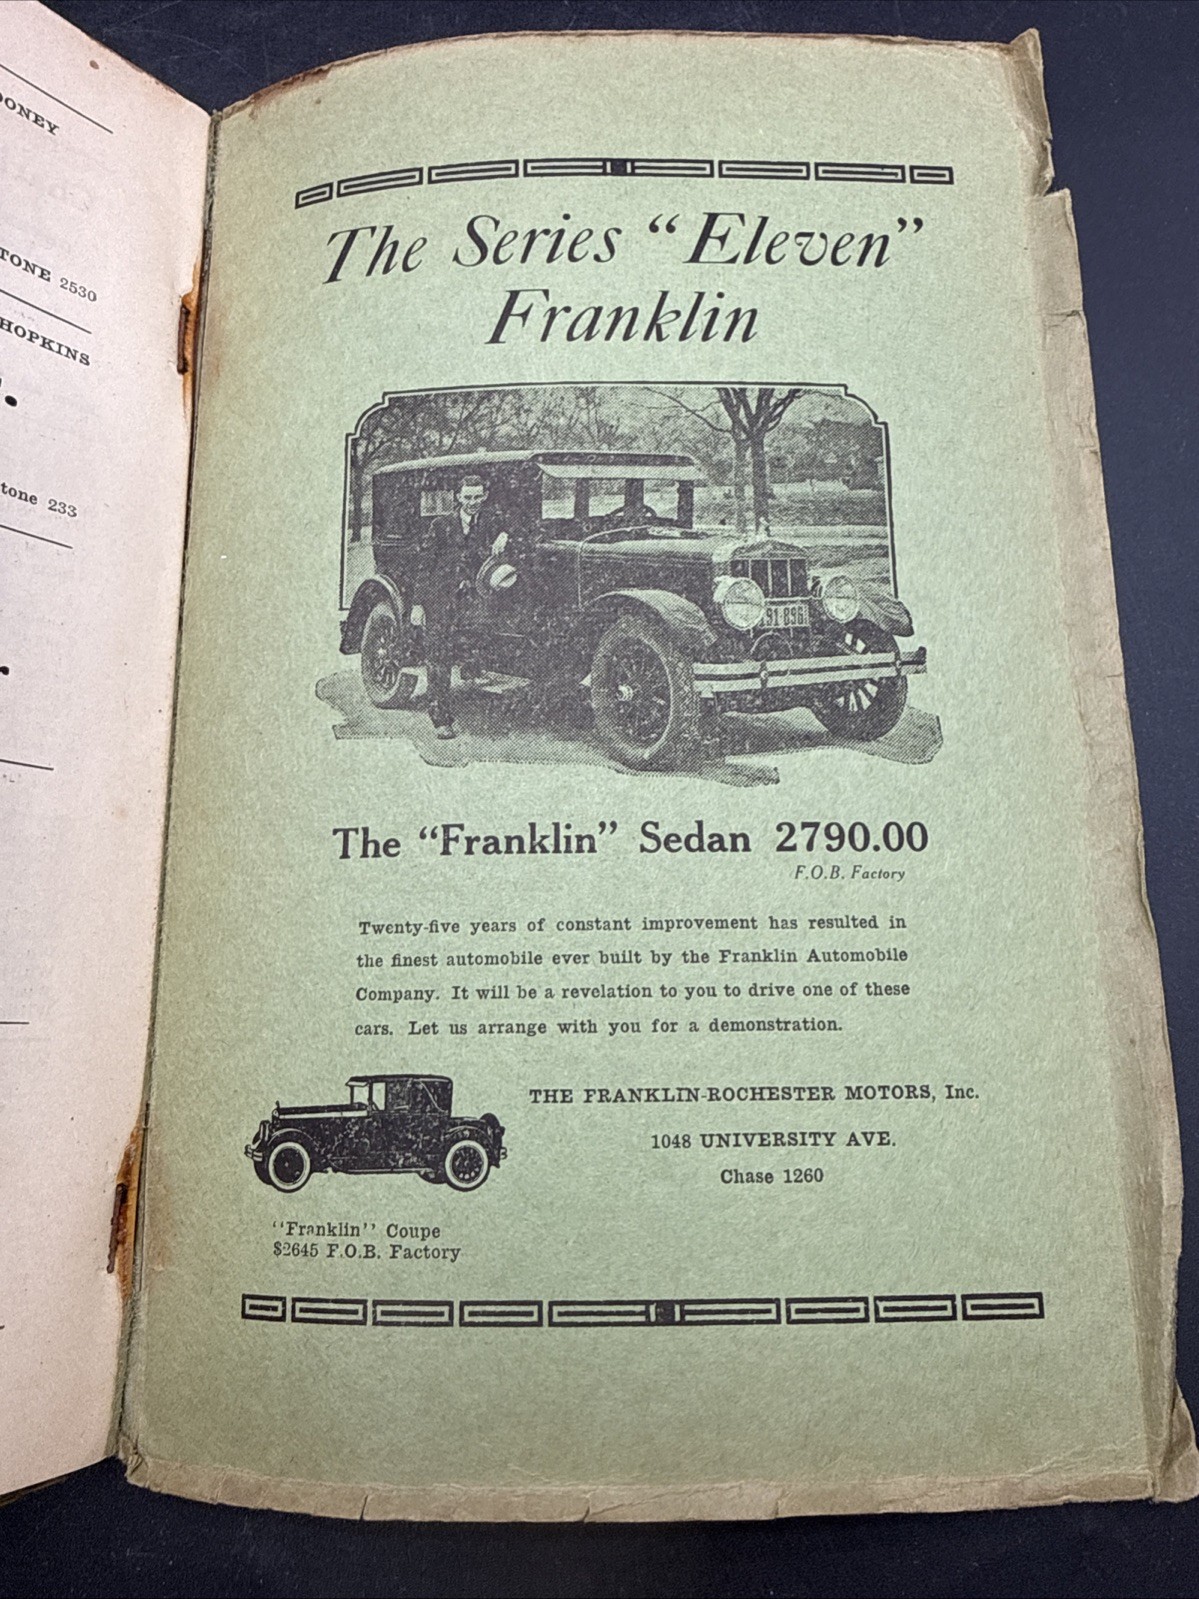 OONEY
TONE 2530
HOPKINS
tone 233
The Series "Eleven"
Franklin
91-896
The "Franklin" Sedan 2790.00
F.O.B. Factory
Twenty-five years of constant improvement has resulted in
the finest automobile ever built by the Franklin Automobile
Company. It will be a revelation to you to drive one of these
cars. Let us arrange with you for a demonstration.
THE FRANKLIN-ROCHESTER MOTORS, Inc.
1048 UNIVERSITY AVE.
Chase 1260
"Franklin" Coupe
$2645 F.O.B. Factory